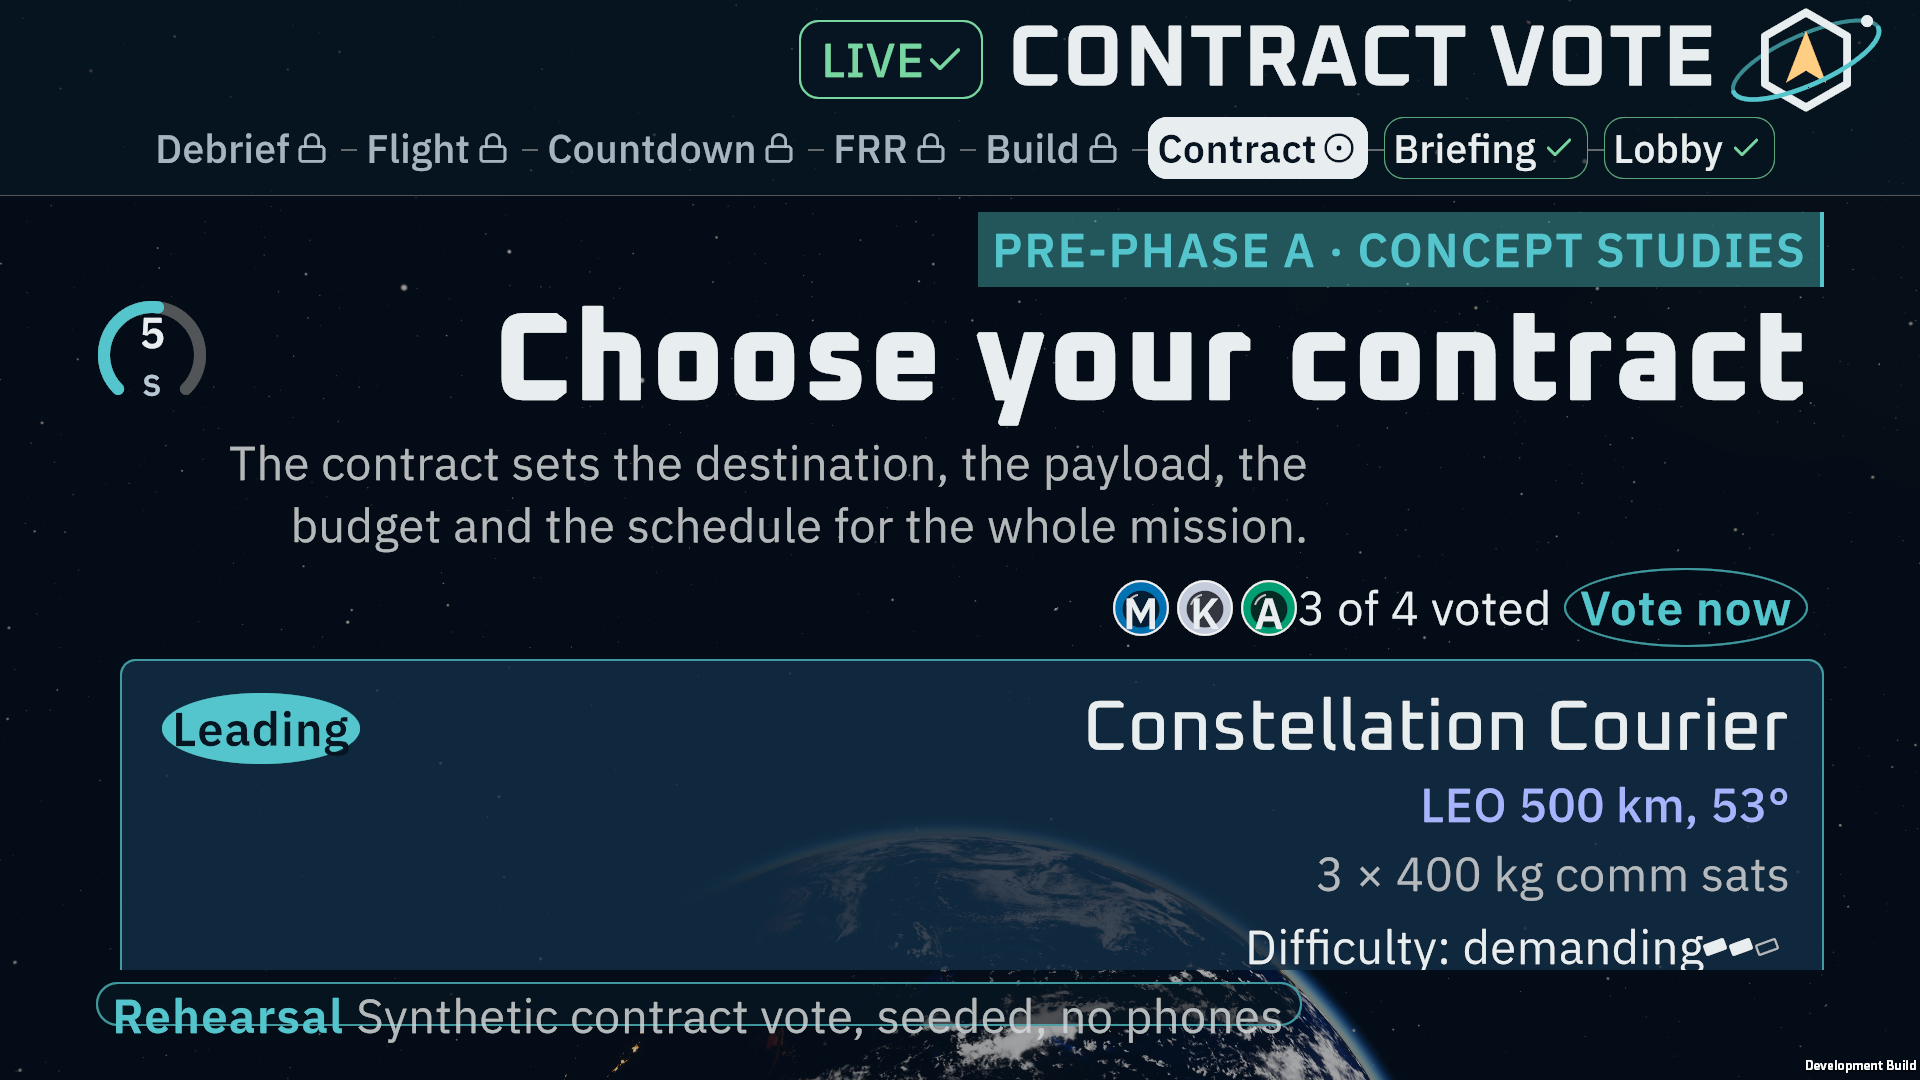 LIVE CONTRACT VOTE
Debrief – Flight – Countdown – FRR – Build – Contract – Briefing – Lobby
PRE-PHASE A · CONCEPT STUDIES
5
s
Choose your contract
The contract sets the destination, the payload, the
budget and the schedule for the whole mission.
M K A 3 of 4 voted Vote now
Leading Constellation Courier
LEO 500 km, 53°
3 × 400 kg comm sats
Difficulty: demanding
Rehearsal Synthetic contract vote, seeded, no phones
Development Build